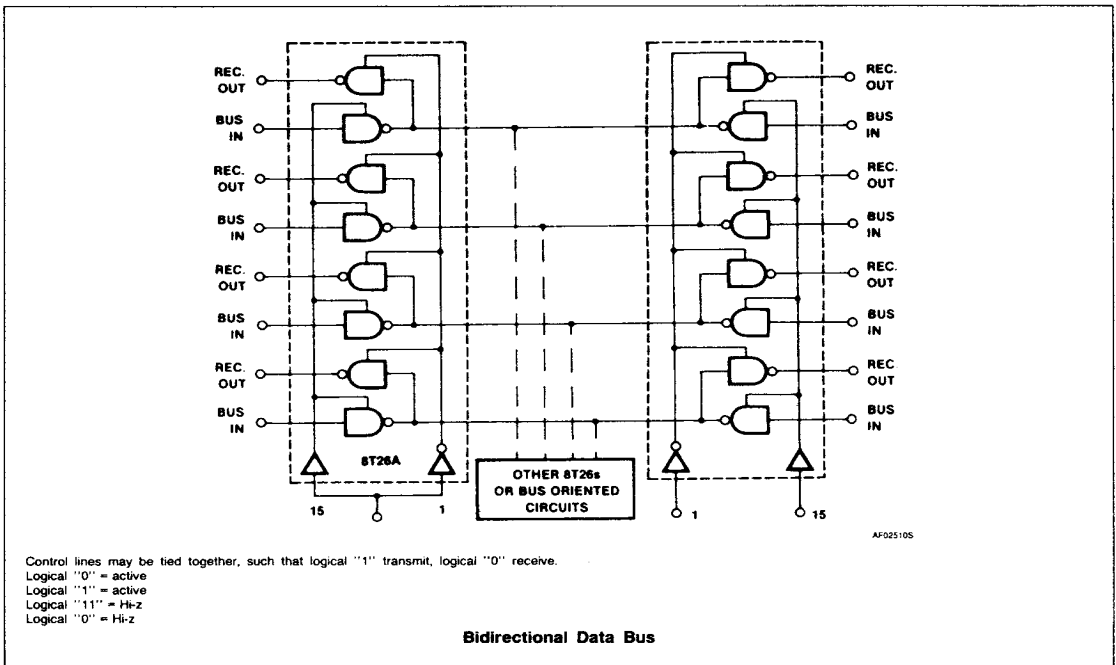 REC.
OUT
BUS
IN
REC.
OUT
BUS
IN
REC.
OUT
BUS
IN
REC.
OUT
BUS
IN
8T26A
15
1
OTHER 8T26s
OR BUS ORIENTED
CIRCUITS
REC.
OUT
BUS
IN
REC.
OUT
BUS
IN
REC.
OUT
BUS
IN
REC.
OUT
BUS
IN
1
15
AF02510S
Control lines may be tied together, such that logical "1" transmit, logical "0" receive.
Logical "0" = active
Logical "1" = active
Logical "11" = Hi-z
Logical "0" = Hi-z
Bidirectional Data Bus